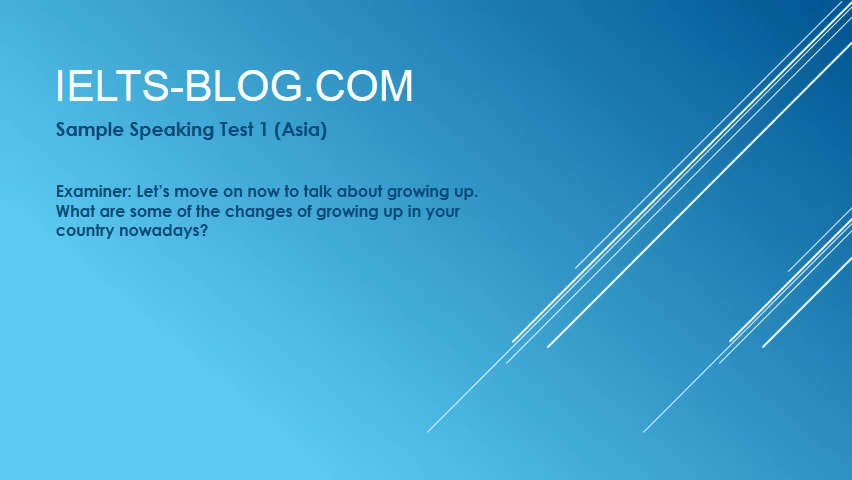 IELTS-BLOG.COM
Sample Speaking Test 1 (Asia)
Examiner: Let's move on now to talk about growing up.
What are some of the changes of growing up in your
country nowadays?